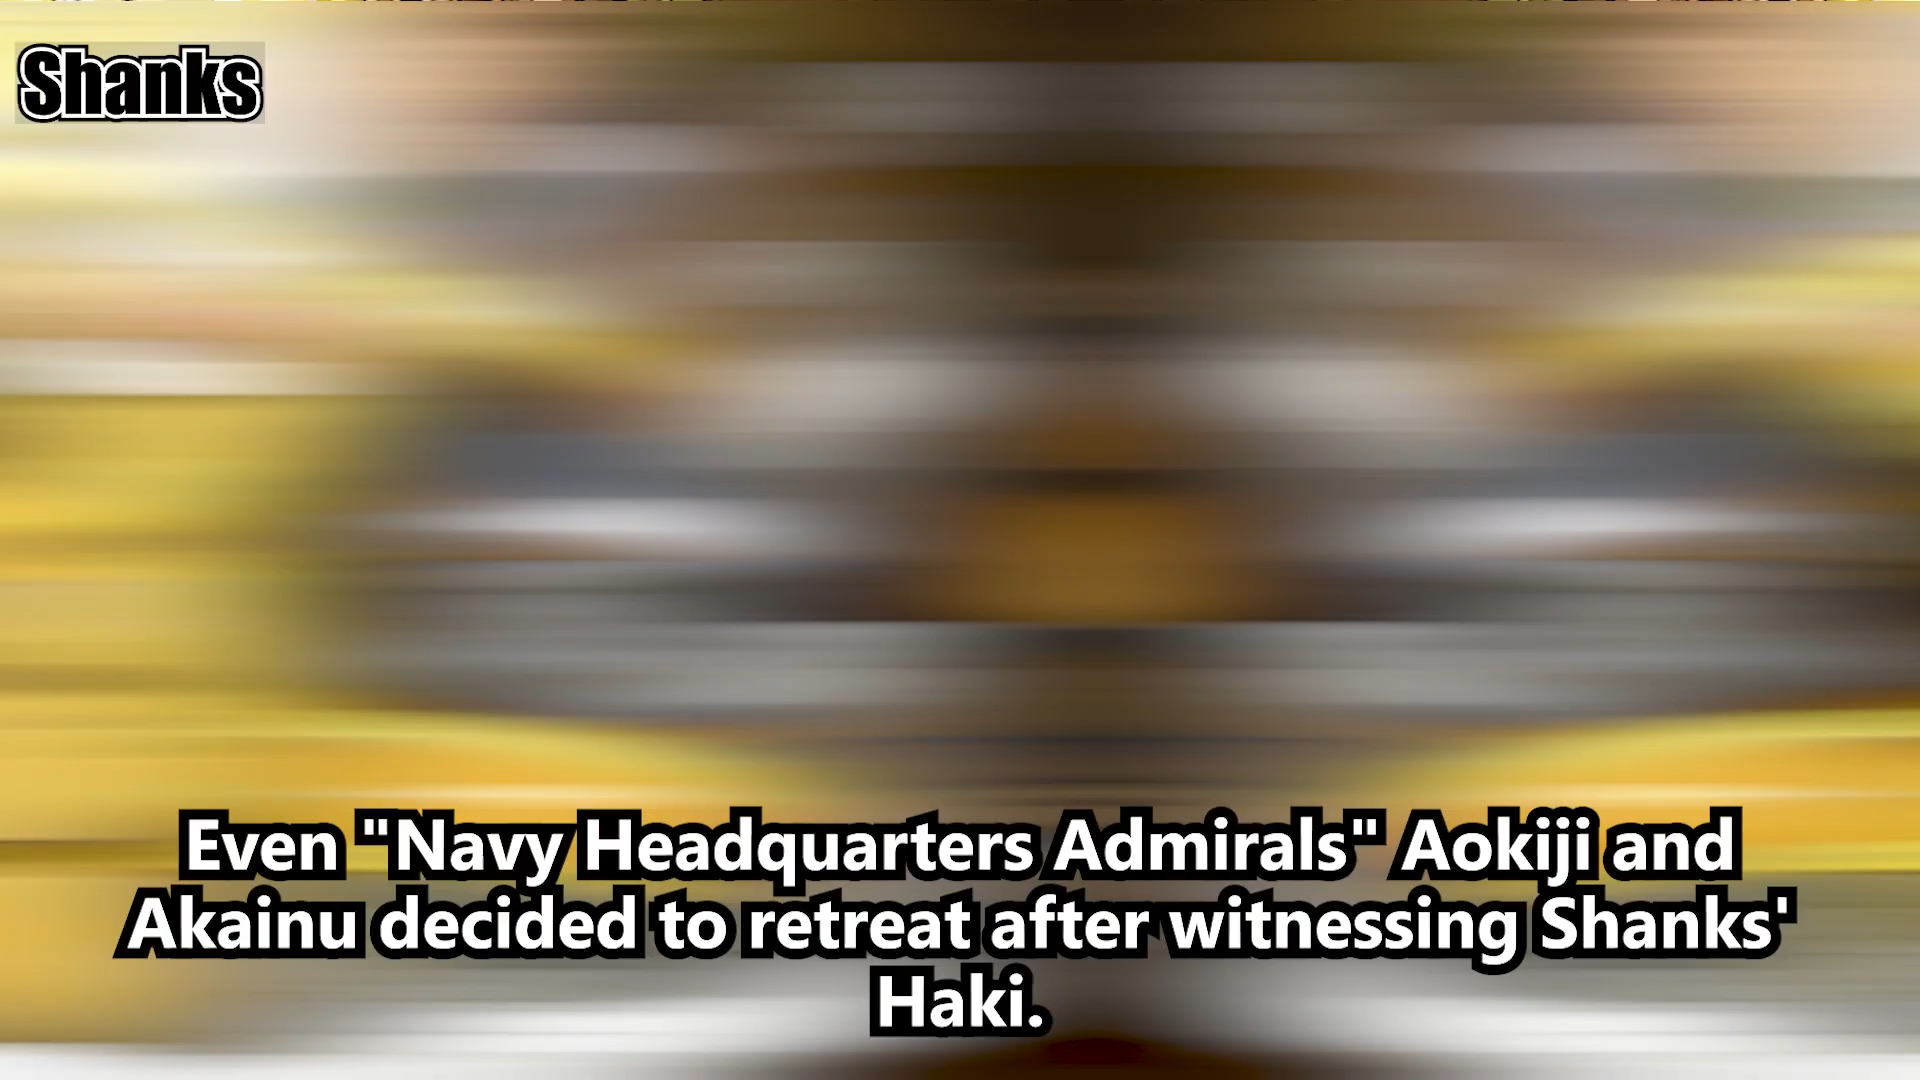 Shanks
Even "Navy Headquarters Admirals" Aokiji and
Akainu decided to retreat after witnessing Shanks'
Haki.